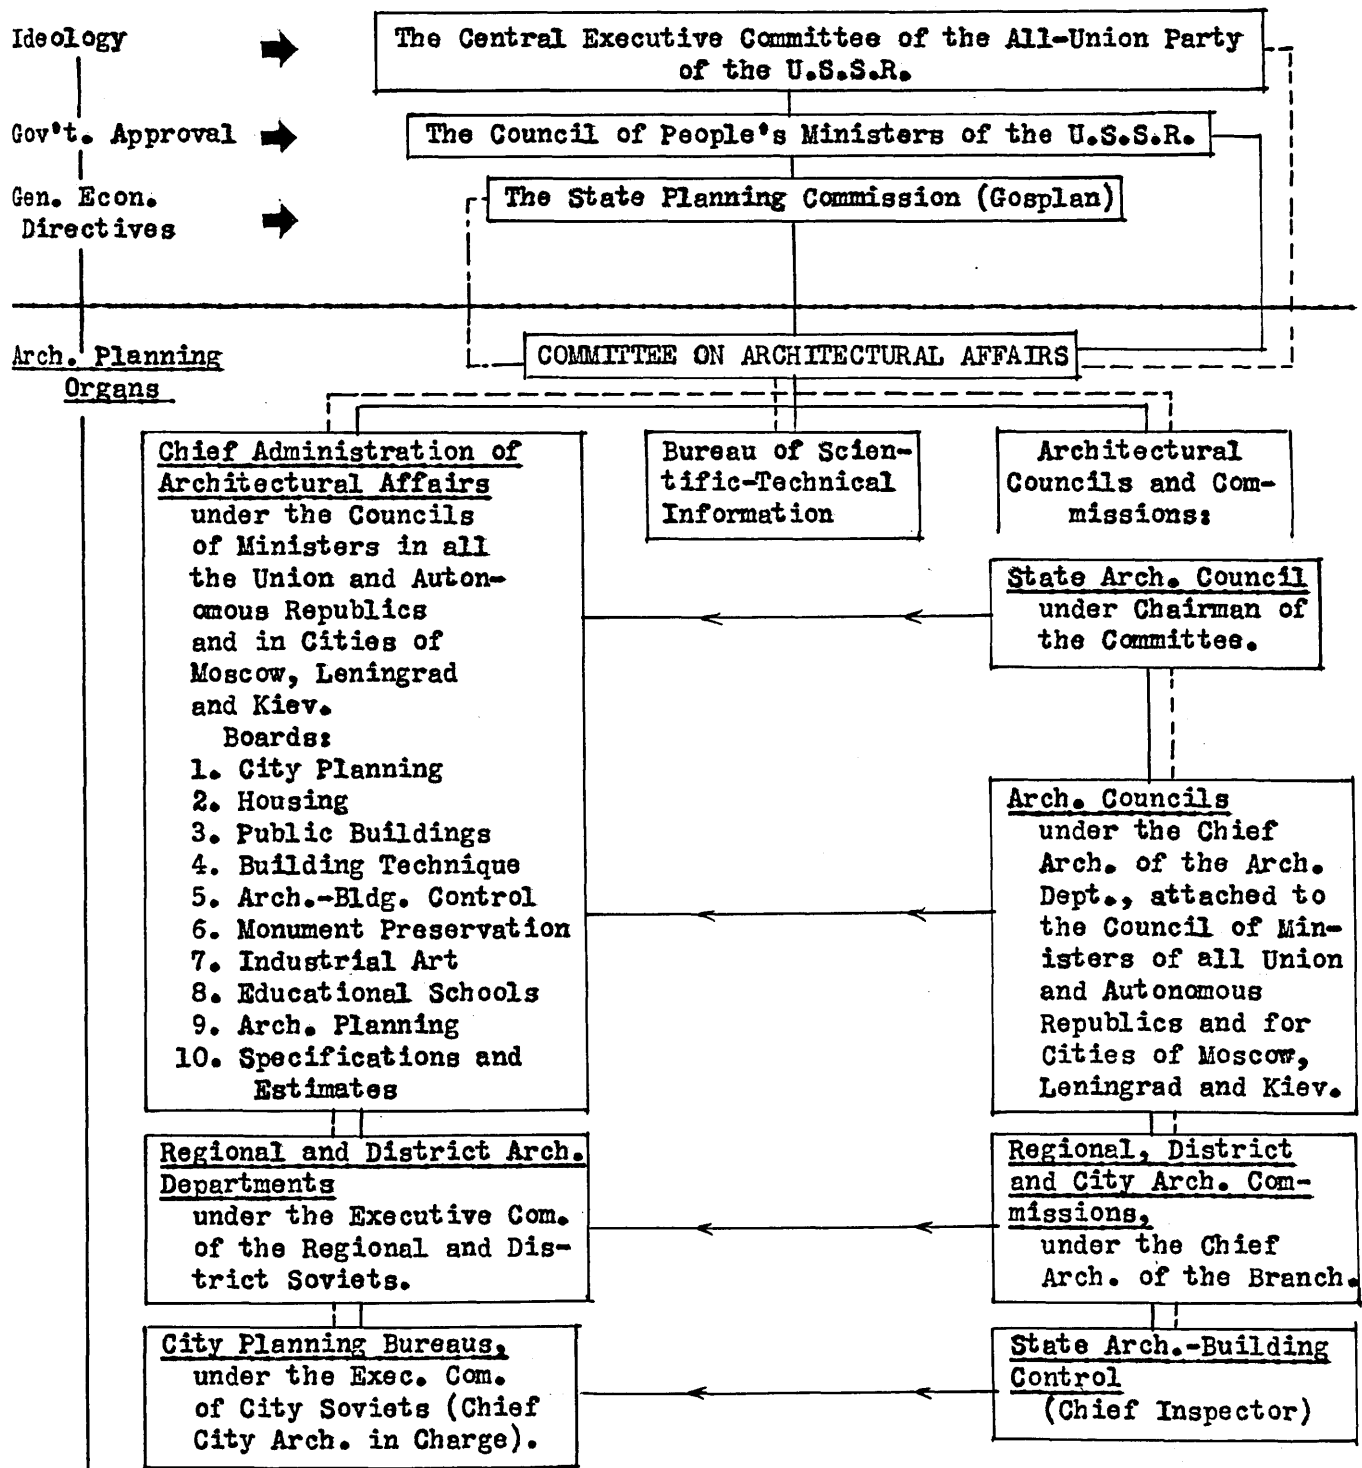 Ideology
The Central Executive Committee of the All-Union Party
of the U.S.S.R.
Gov't. Approval
The Council of People's Ministers of the U.S.S.R.
Gen. Econ.
Directives
The State Planning Commission (Gosplan)
Arch. Planning
Organs
COMMITTEE ON ARCHITECTURAL AFFAIRS
Chief Administration of
Architectural Affairs
under the Councils
of Ministers in all
the Union and Auton-
omous Republics
and in Cities of
Moscow, Leningrad
and Kiev.
Boards:
1. City Planning
2. Housing
3. Public Buildings
4. Building Technique
5. Arch.-Bldg. Control
6. Monument Preservation
7. Industrial Art
8. Educational Schools
9. Arch. Planning
10. Specifications and
Estimates
Bureau of Scien-
tific-Technical
Information
Architectural
Councils and Com-
missions:
State Arch. Council
under Chairman of
the Committee.
Arch. Councils
under the Chief
Arch. of the Arch.
Dept., attached to
the Council of Min-
isters of all Union
and Autonomous
Republics and for
Cities of Moscow,
Leningrad and Kiev.
Regional and District Arch.
Departments
under the Executive Com.
of the Regional and Dis-
trict Soviets.
Regional, District
and City Arch. Com-
missions,
under the Chief
Arch. of the Branch.
City Planning Bureaus,
under the Exec. Com.
of City Soviets (Chief
City Arch. in Charge).
State Arch.-Building
Control
(Chief Inspector)